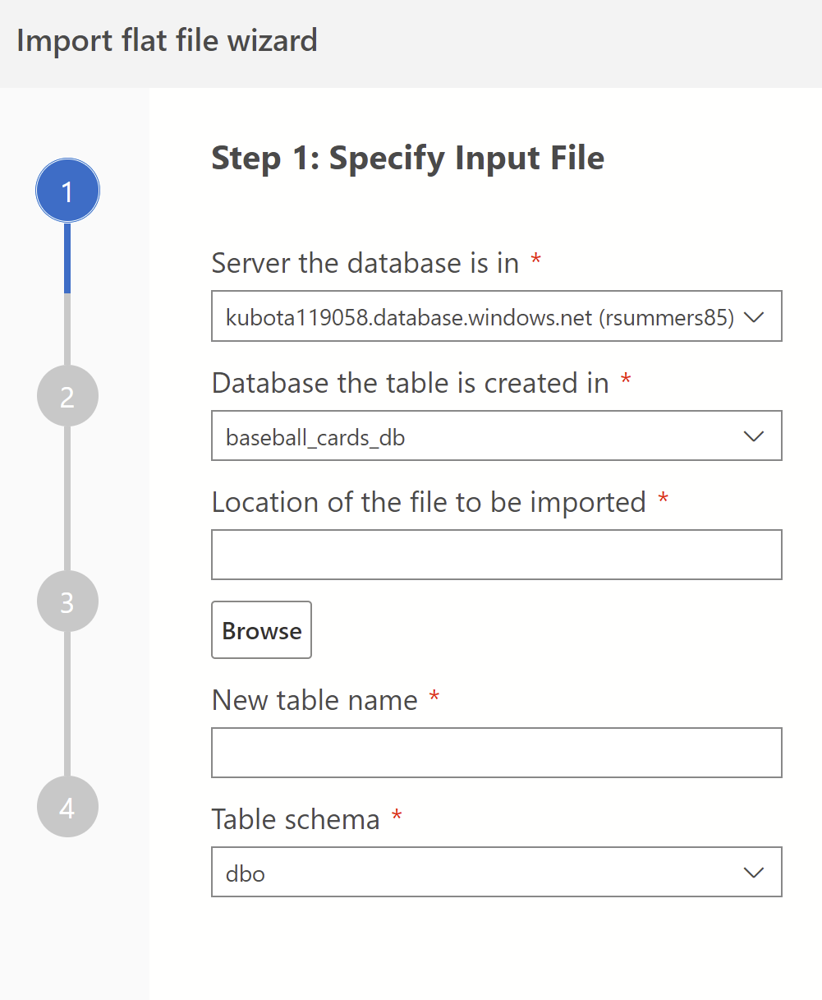 Import flat file wizard
Step 1: Specify Input File
1
Server the database is in *
kubota119058.database.windows.net (rsummers85)
Database the table is created in *
2
baseball_cards_db
Location of the file to be imported *
3
Browse
New table name *
4
Table schema *
dbo